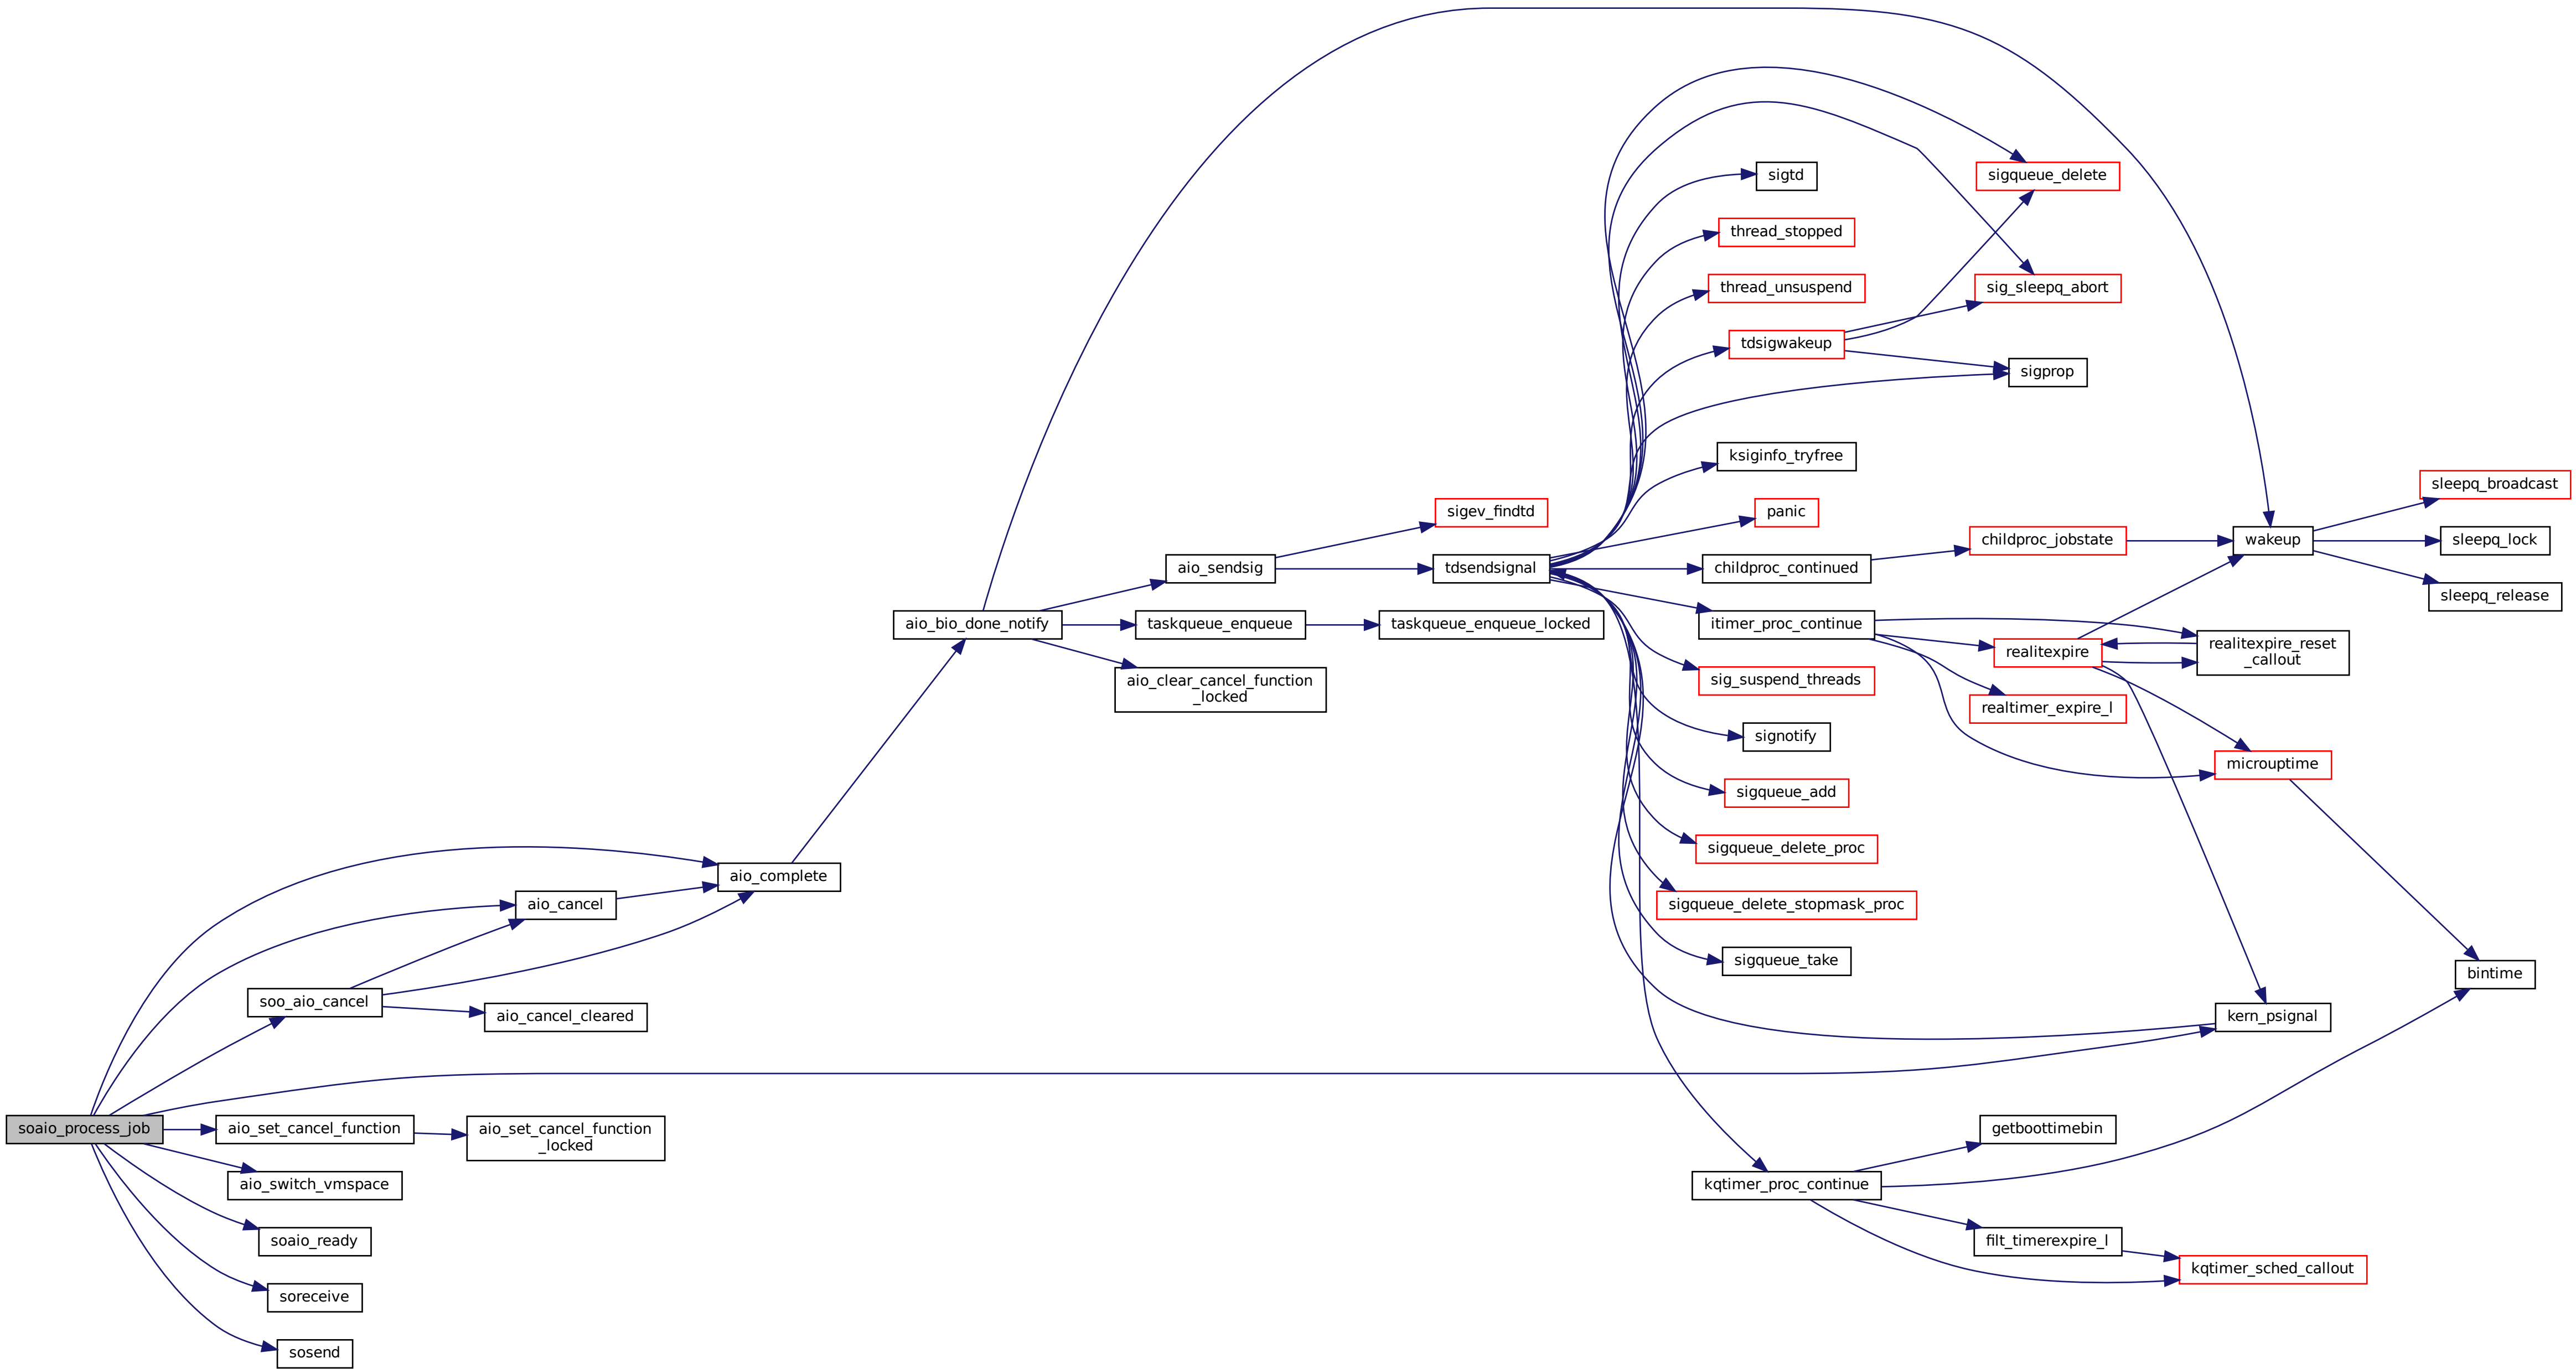 sigtd
sigqueue_delete
thread_stopped
thread_unsuspend
sig_sleepq_abort
tdsigwakeup
sigprop
ksiginfo_tryfree
sleepq_broadcast
sigev_findtd
panic
childproc_jobstate
wakeup
sleepq_lock
aio_sendsig
tdsendsignal
childproc_continued
sleepq_release
aio_bio_done_notify
taskqueue_enqueue
taskqueue_enqueue_locked
itimer_proc_continue
realitexpire
realitexpire_reset
_callout
aio_clear_cancel_function
_locked
sig_suspend_threads
realtimer_expire_l
signotify
microuptime
sigqueue_add
sigqueue_delete_proc
aio_complete
aio_cancel
sigqueue_delete_stopmask_proc
sigqueue_take
bintime
soo_aio_cancel
aio_cancel_cleared
kern_psignal
soaio_process_job
aio_set_cancel_function
aio_set_cancel_function
_locked
getboottimebin
aio_switch_vmspace
kqtimer_proc_continue
soaio_ready
filt_timerexpire_l
kqtimer_sched_callout
soreceive
sosend